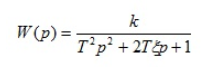 W(p) = k / (T²p² + 2Tξp + 1)